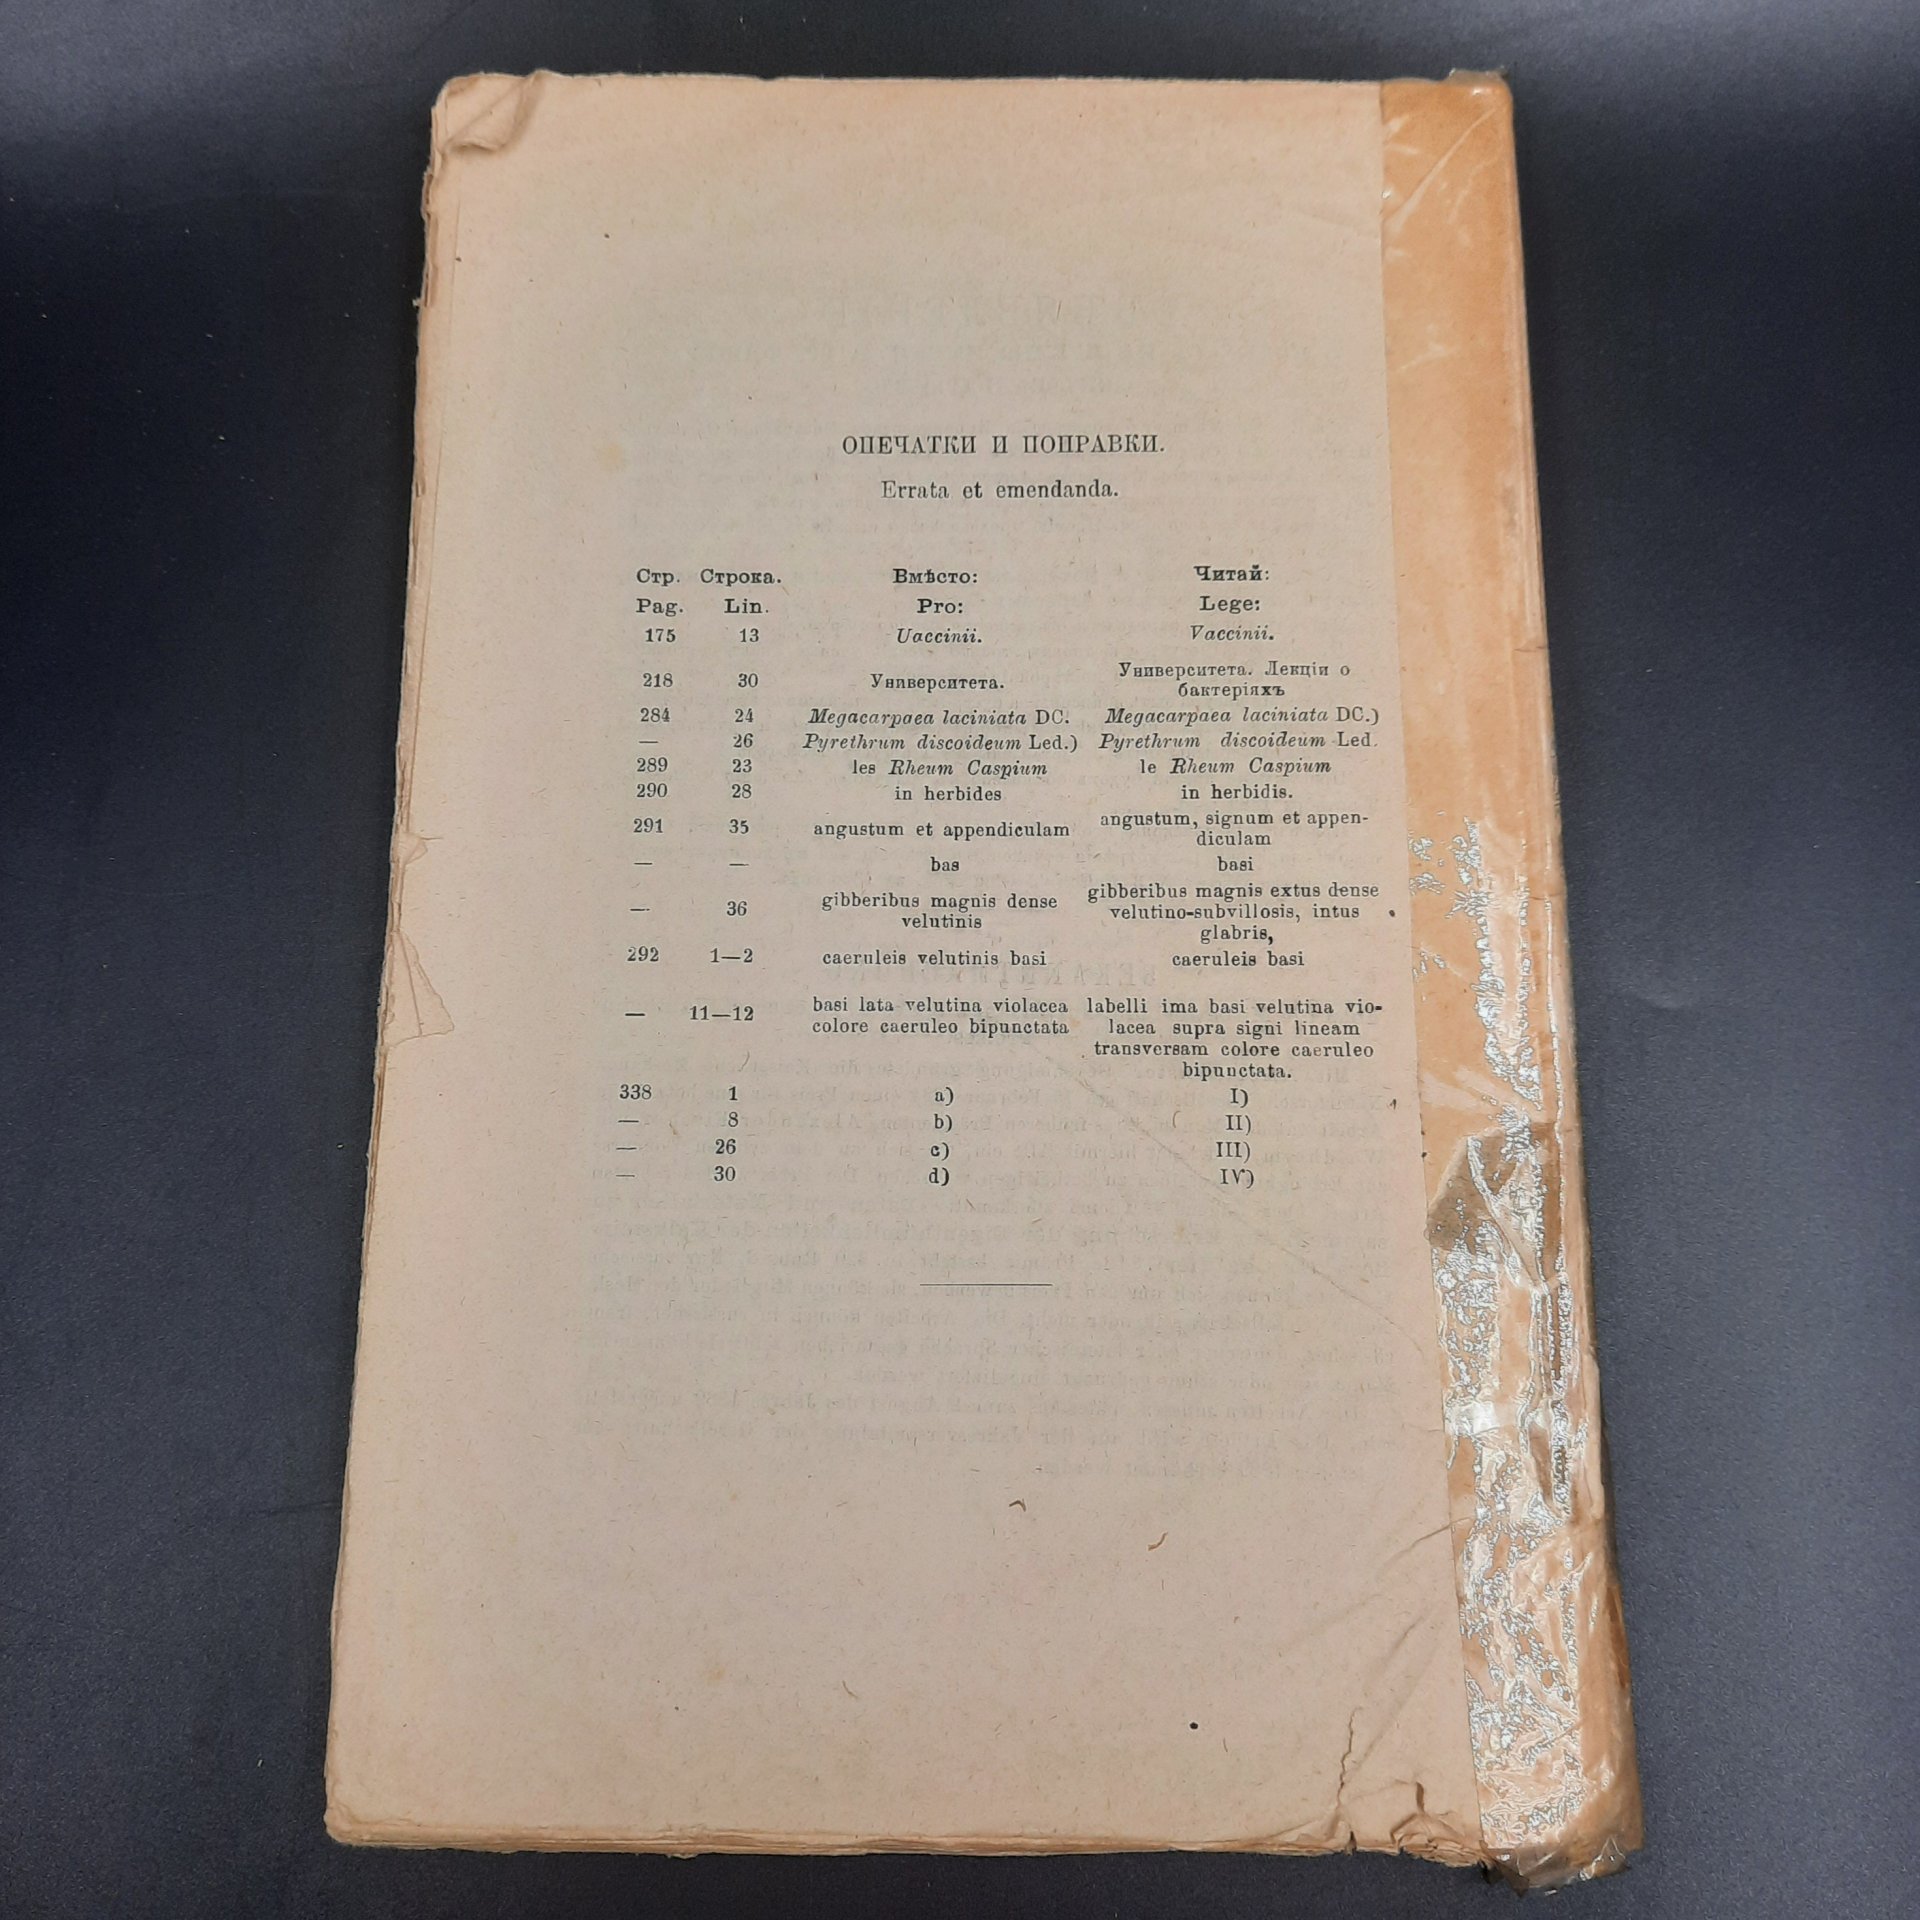 ОПЕЧАТКИ И ПОПРАВКИ.
Errata et emendanda.
Стр. Строка. Вмѣсто: Читай:
Pag. Lin. Pro: Lege:
175 13 Uaccinii. Vaccinii.
218 30 Университета. Университета. Лекціи о
бактеріяхъ
284 24 Megacarpaea laciniata DC. Megacarpaea laciniata DC.)
— 26 Pyrethrum discoideum Led.) Pyrethrum discoideum Led.
289 23 les Rheum Caspium le Rheum Caspium
290 28 in herbides in herbidis.
291 35 angustum et appendiculam angustum, signum et appen-
diculam
— — bas basi
— 36 gibberibus magnis dense gibberibus magnis extus dense
velutinis velutino-subvillosis, intus
glabris,
292 1—2 caeruleis velutinis basi caeruleis basi
— 11—12 basi lata velutina violacea labelli ima basi velutina vio-
colore caeruleo bipunctata lacea supra signi lineam
transversam colore caeruleo
bipunctata.
338 1 a) I)
— 8 b) II)
— 26 c) III)
— 30 d) IV)